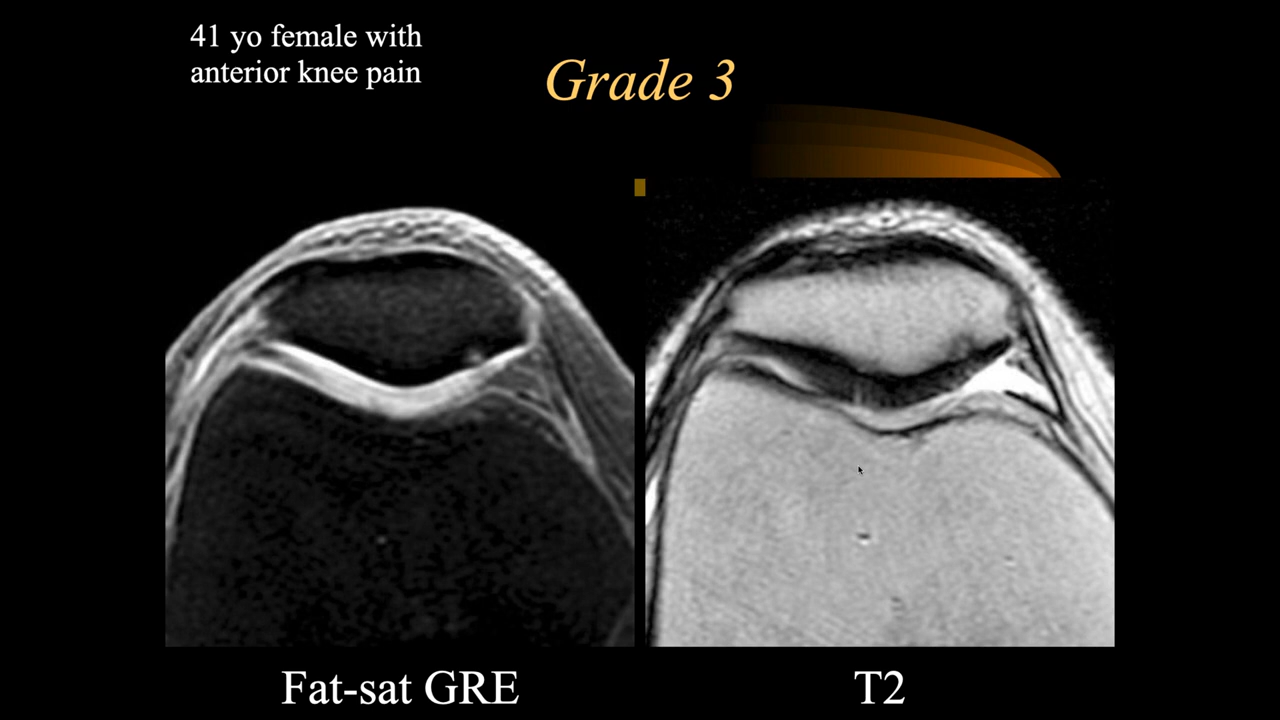 41 yo female with
anterior knee pain
Grade 3
Fat-sat GRE
T2